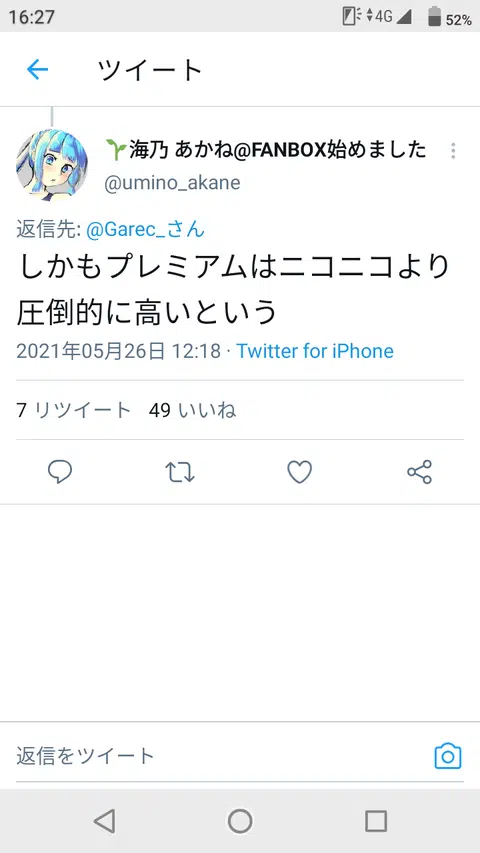 16:27
4G
52%
ツイート
🌱海乃 あかね@FANBOX始めました
@umino_akane
返信先: @Garec_さん
しかもプレミアムはニコニコより
圧倒的に高いという
2021年05月26日 12:18 · Twitter for iPhone
7 リツイート 49 いいね
返信をツイート